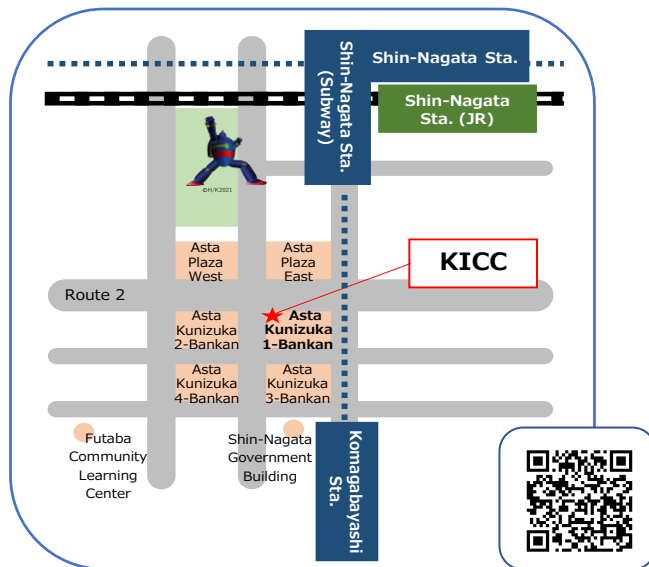 Shin-Nagata Sta.
Shin-Nagata Sta.
(Subway)
Shin-Nagata
Sta. (JR)
©H/K2021
Asta
Plaza
West
Asta
Plaza
East
KICC
Route 2
Asta
Kunizuka
2-Bankan
Asta
Kunizuka
1-Bankan
Asta
Kunizuka
4-Bankan
Asta
Kunizuka
3-Bankan
Futaba
Community
Learning
Center
Shin-Nagata
Government
Building
Komagabayashi
Sta.